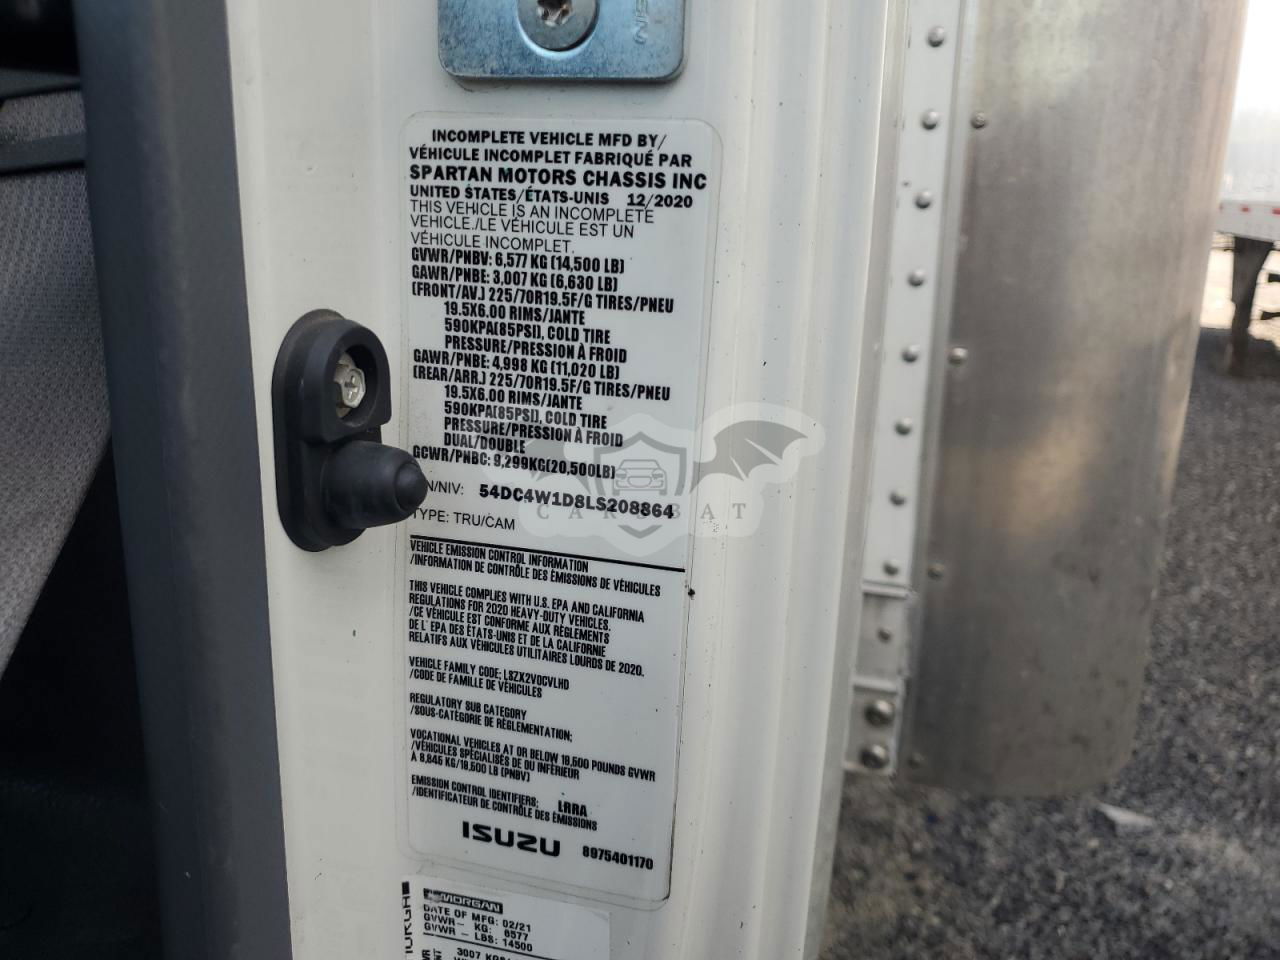 INCOMPLETE VEHICLE MFD BY/
VÉHICULE INCOMPLET FABRIQUÉ PAR
SPARTAN MOTORS CHASSIS INC
UNITED STATES/ÉTATS-UNIS 12/2020
THIS VEHICLE IS AN INCOMPLETE
VEHICLE./LE VÉHICULE EST UN
VÉHICULE INCOMPLET.
GVWR/PNBV: 6,577 KG (14,500 LB)
GAWR/PNBE: 3,007 KG (6,630 LB)
(FRONT/AV.) 225/70R19.5F/G TIRES/PNEU
19.5X6.00 RIMS/JANTE
590KPA(85PSI), COLD TIRE
PRESSURE/PRESSION À FROID
GAWR/PNBE: 4,998 KG (11,020 LB)
(REAR/ARR.) 225/70R19.5F/G TIRES/PNEU
19.5X6.00 RIMS/JANTE
590KPA(85PSI), COLD TIRE
PRESSURE/PRESSION À FROID
DUAL/DOUBLE
GCWR/PNBC: 9,299KG(20,500LB)
N/NIV: 54DC4W1D8LS208864
CARSBAT
TYPE: TRU/CAM
VEHICLE EMISSION CONTROL INFORMATION
/INFORMATION DE CONTRÔLE DES ÉMISSIONS DE VÉHICULES
THIS VEHICLE COMPLIES WITH U.S. EPA AND CALIFORNIA
REGULATIONS FOR 2020 HEAVY-DUTY VEHICLES.
/CE VÉHICULE EST CONFORME AUX RÈGLEMENTS
DE L' EPA DES ÉTATS-UNIS ET DE LA CALIFORNIE
RELATIFS AUX VÉHICULES UTILITAIRES LOURDS DE 2020.
VEHICLE FAMILY CODE: LSZX2VOCVLHD
/CODE DE FAMILLE DE VÉHICULES
REGULATORY SUB CATEGORY
/SOUS-CATÉGORIE DE RÈGLEMENTATION:
VOCATIONAL VEHICLES AT OR BELOW 19,500 POUNDS GVWR
/VÉHICULES SPÉCIALISÉS DE OU INFÉRIEUR
À 8,845 KG/19,500 LB (PNBV)
EMISSION CONTROL IDENTIFIERS: LRRA
/IDENTIFICATEUR DE CONTRÔLE DES ÉMISSIONS
ISUZU 8975401170
MORGAN
DATE OF MFG: 02/21
GVWR- KG: 6577
GVWR- LBS: 14500